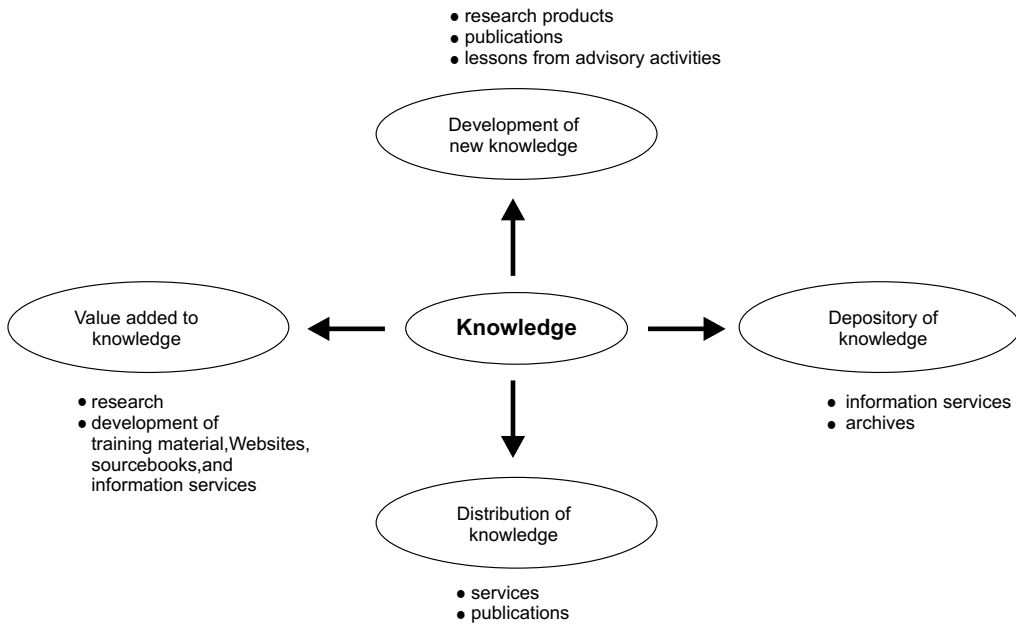 ● research products
● publications
● lessons from advisory activities
Development of
new knowledge
Value added to
knowledge
Knowledge
Depository of
knowledge
● research
● development of
training material,Websites,
sourcebooks,and
information services
● information services
● archives
Distribution of
knowledge
● services
● publications